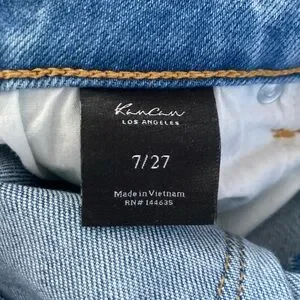 KanCan
LOS ANGELES
7/27
Made in Vietnam
RN# 144635